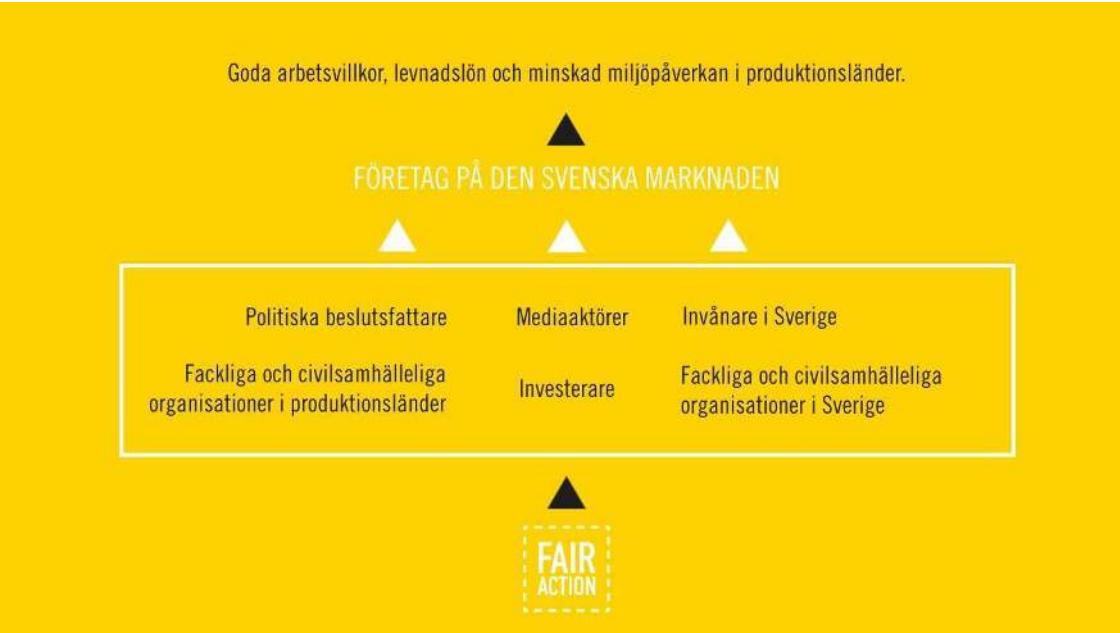 Goda arbetsvillkor, levnadslön och minskad miljöpåverkan i produktionsländer.
FÖRETAG PÅ DEN SVENSKA MARKNADEN
Politiska beslutsfattare
Mediaaktörer
Invånare i Sverige
Fackliga och civilsamhälleliga
organisationer i produktionsländer
Investerare
Fackliga och civilsamhälleliga
organisationer i Sverige
FAIR
ACTION